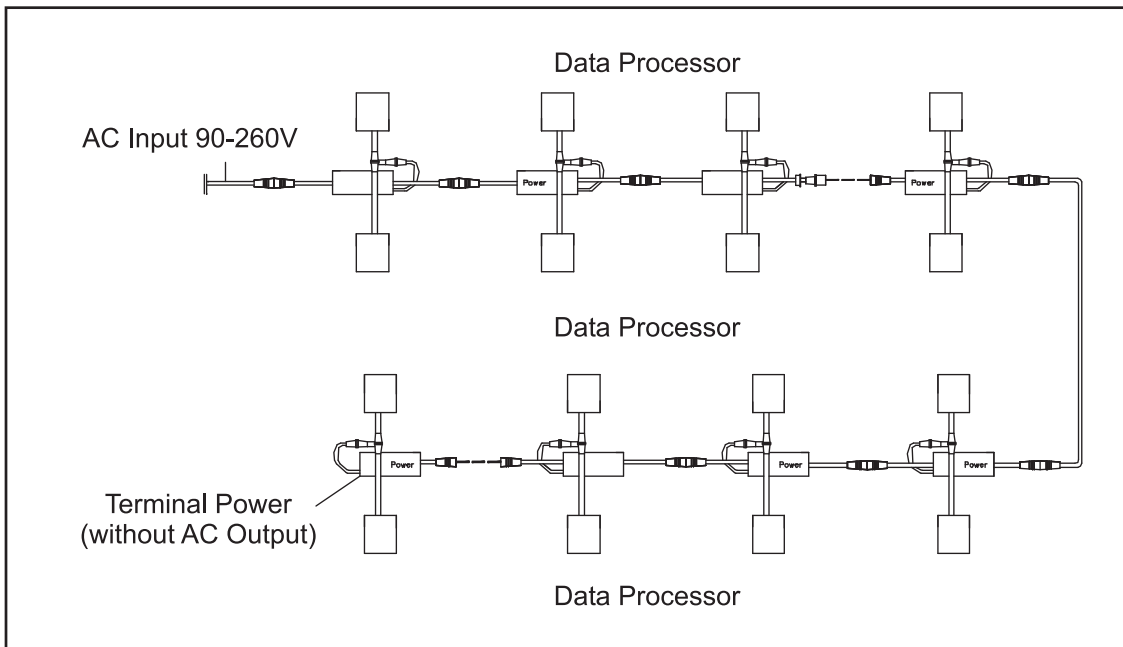 Data Processor
AC Input 90-260V
Power
Power
Data Processor
Power
Power
Power
Terminal Power
(without AC Output)
Data Processor